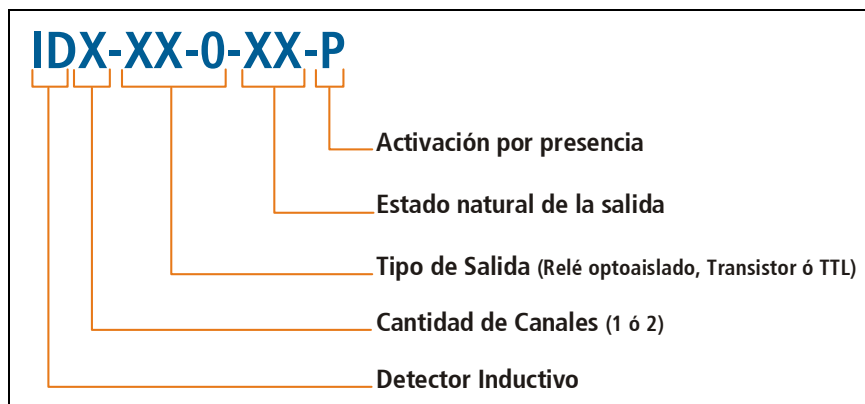 IDX-XX-0-XX-P
Activación por presencia
Estado natural de la salida
Tipo de Salida (Relé optoaislado, Transistor ó TTL)
Cantidad de Canales (1 ó 2)
Detector Inductivo